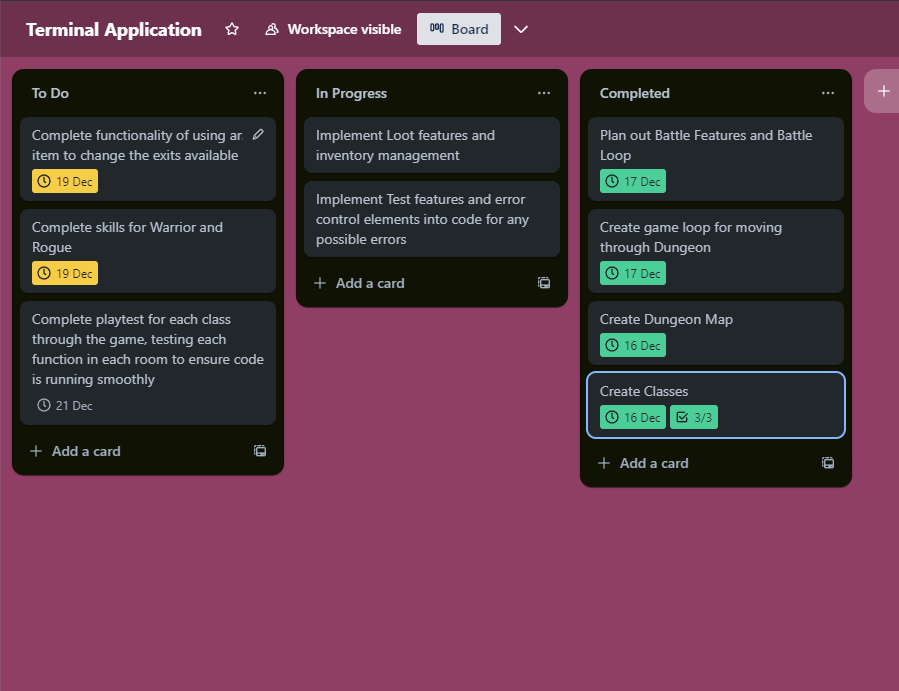 Terminal Application
Workspace visible
Board
To Do
Complete functionality of using
item to change the exits available
19 Dec
Complete skills for Warrior and
Rogue
19 Dec
Complete playtest for each class
through the game, testing each
function in each room to ensure code
is running smoothly
21 Dec
+ Add a card
In Progress
Implement Loot features and
inventory management
Implement Test features and error
control elements into code for any
possible errors
+ Add a card
Completed
Plan out Battle Features and Battle
Loop
17 Dec
Create game loop for moving
through Dungeon
17 Dec
Create Dungeon Map
16 Dec
Create Classes
16 Dec 3/3
+ Add a card